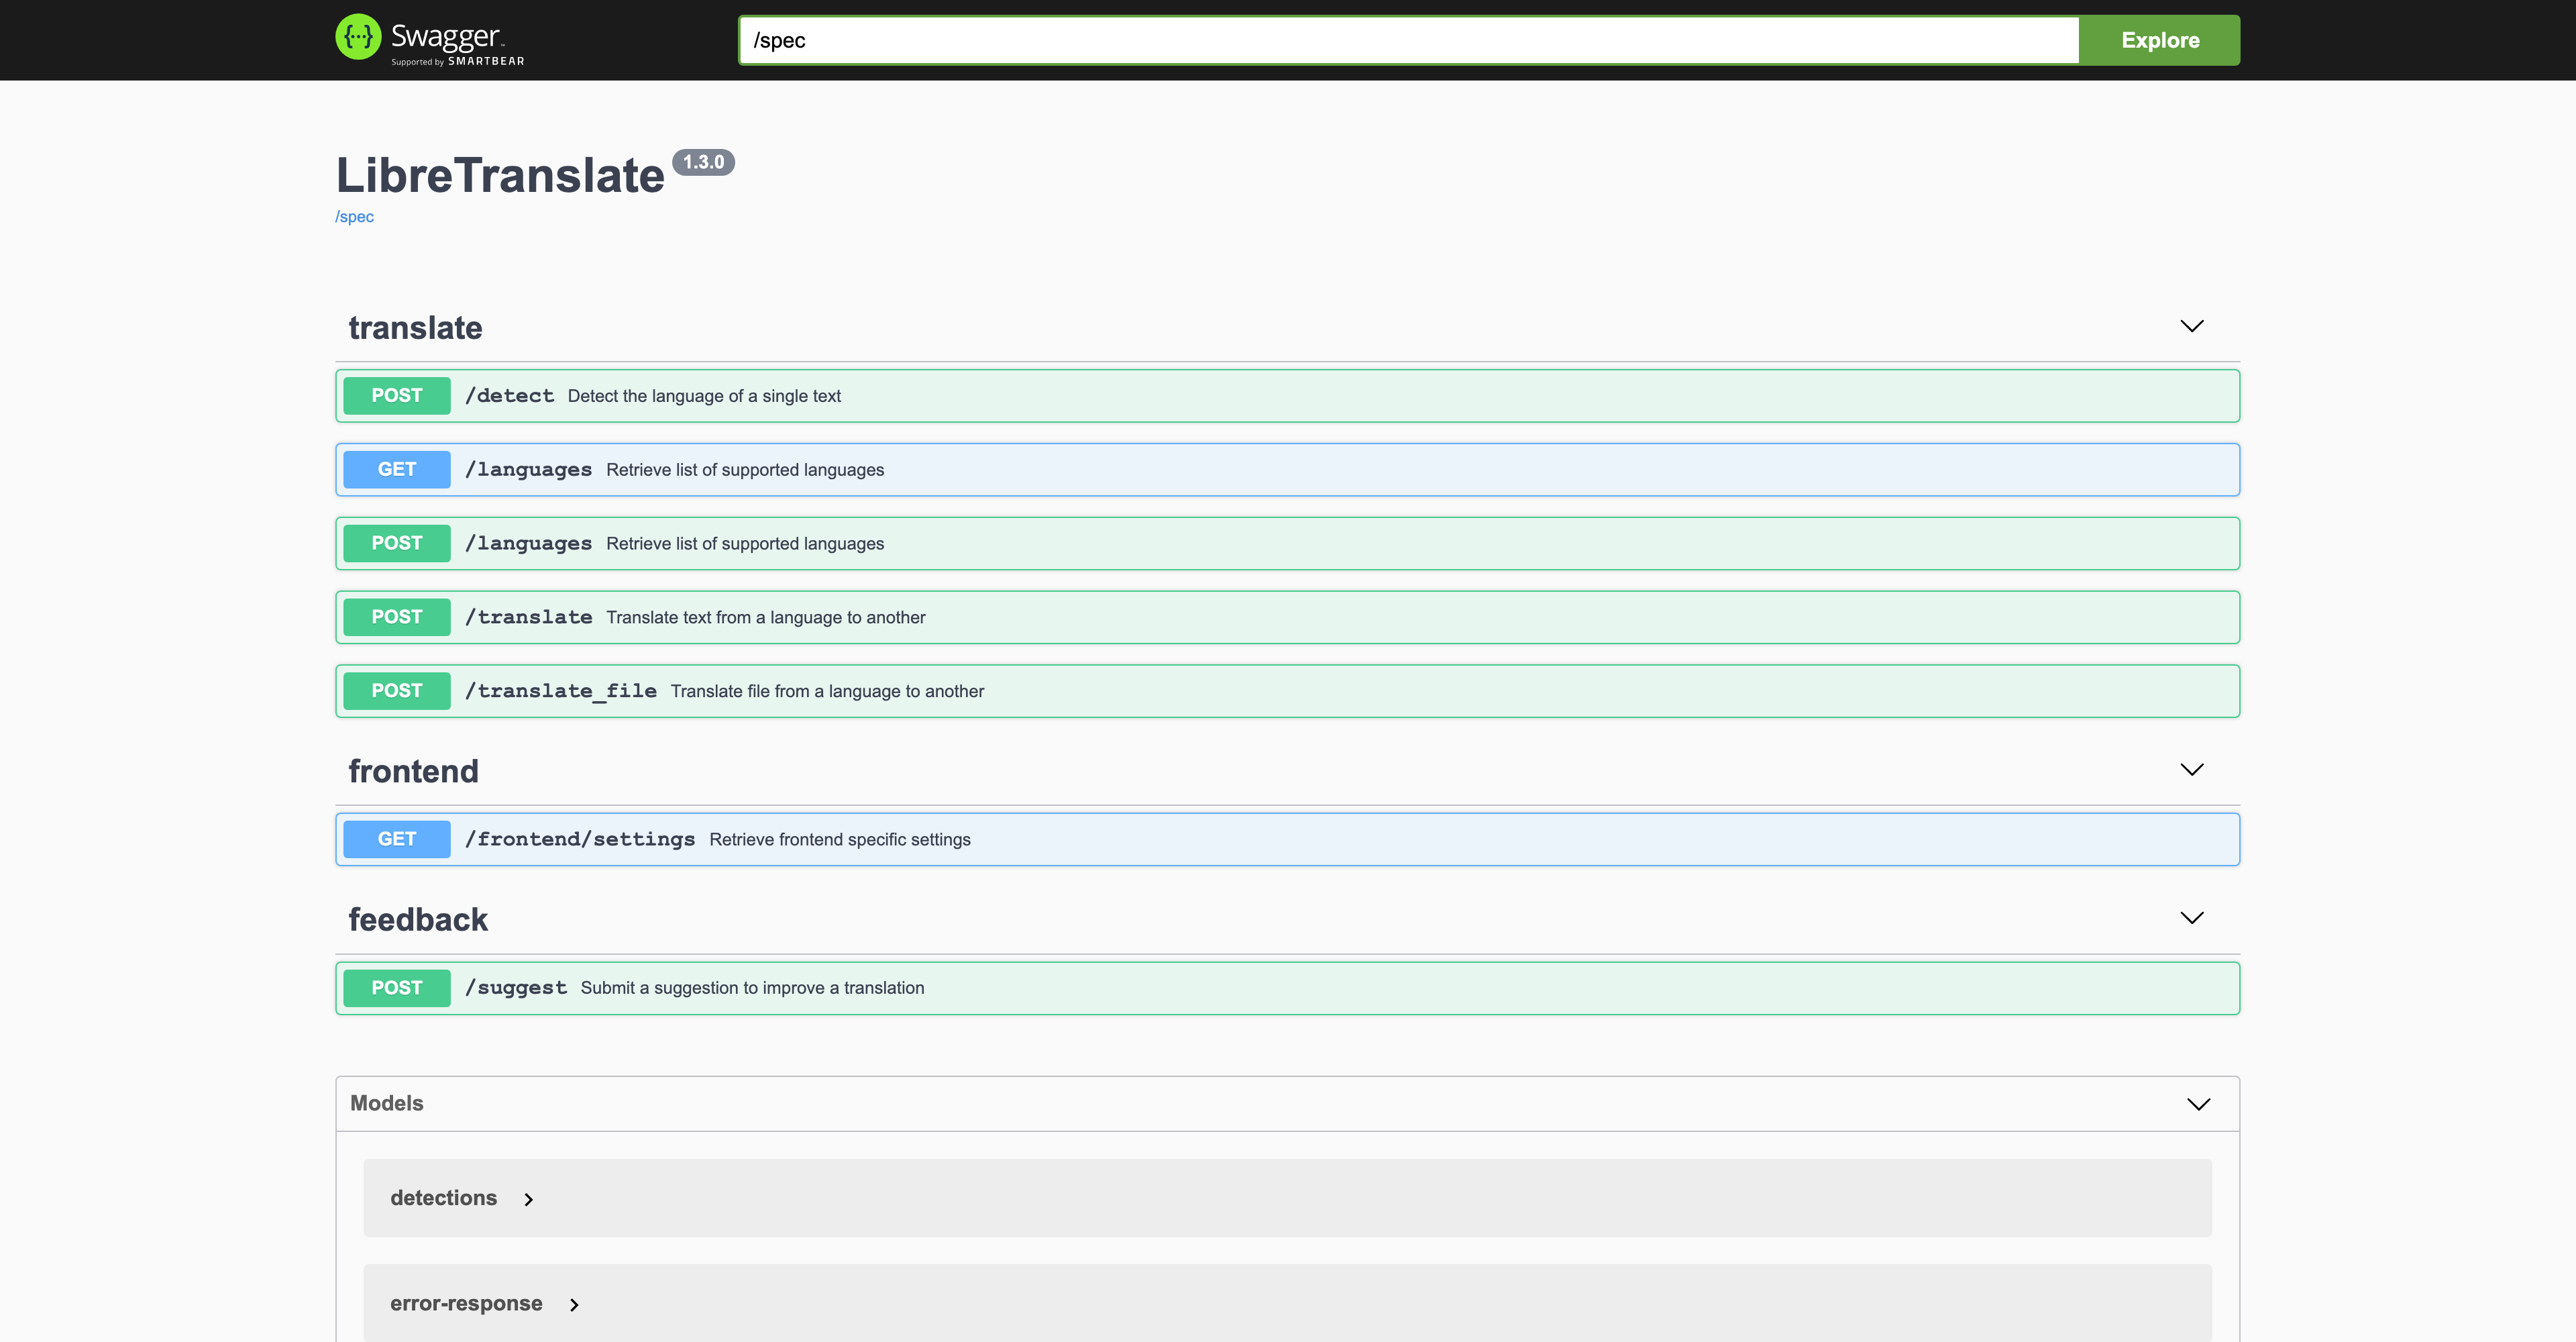 Swagger™
Supported by SMARTBEAR
/spec
Explore
LibreTranslate 1.3.0
/spec
translate
POST /detect Detect the language of a single text
GET /languages Retrieve list of supported languages
POST /languages Retrieve list of supported languages
POST /translate Translate text from a language to another
POST /translate_file Translate file from a language to another
frontend
GET /frontend/settings Retrieve frontend specific settings
feedback
POST /suggest Submit a suggestion to improve a translation
Models
detections
error-response